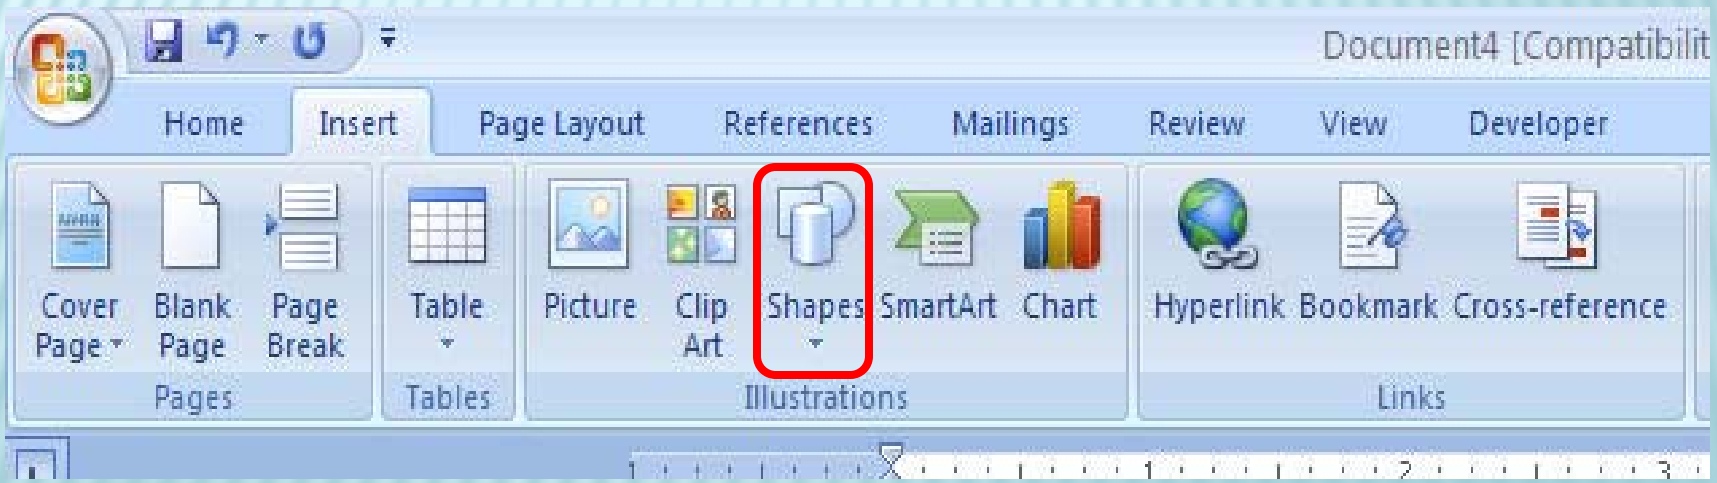 Document4 [Compatibilit
Home Insert Page Layout References Mailings Review View Developer
Cover Page
Blank Page
Page Break
Table
Picture
Clip Art
Shapes
SmartArt
Chart
Hyperlink
Bookmark
Cross-reference
Pages Tables Illustrations Links
1 1 2 3